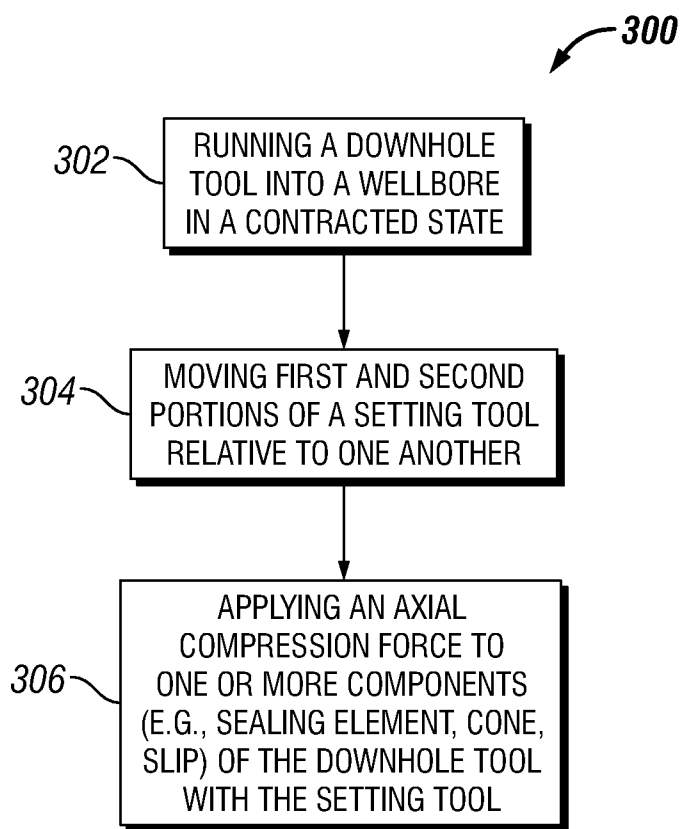 300
302
RUNNING A DOWNHOLE
TOOL INTO A WELLBORE
IN A CONTRACTED STATE
304
MOVING FIRST AND SECOND
PORTIONS OF A SETTING TOOL
RELATIVE TO ONE ANOTHER
306
APPLYING AN AXIAL
COMPRESSION FORCE TO
ONE OR MORE COMPONENTS
(E.G., SEALING ELEMENT, CONE,
SLIP) OF THE DOWNHOLE TOOL
WITH THE SETTING TOOL